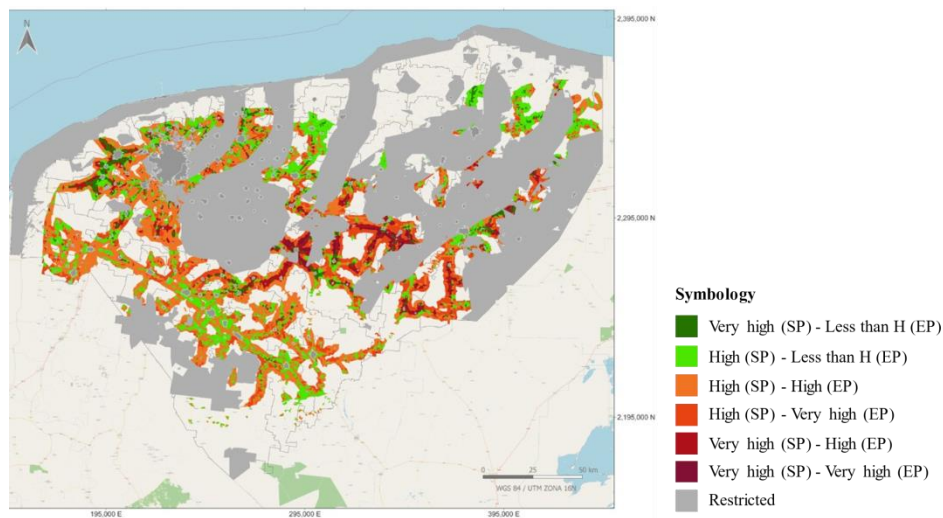 N
2,395,000 N
2,295,000 N
2,195,000 N
Symbology
Very high (SP) - Less than H (EP)
High (SP) - Less than H (EP)
High (SP) - High (EP)
High (SP) - Very high (EP)
Very high (SP) - High (EP)
Very high (SP) - Very high (EP)
Restricted
0 25 50 km
WGS 84 / UTM ZONA 16N
195,000 E 295,000 E 395,000 E